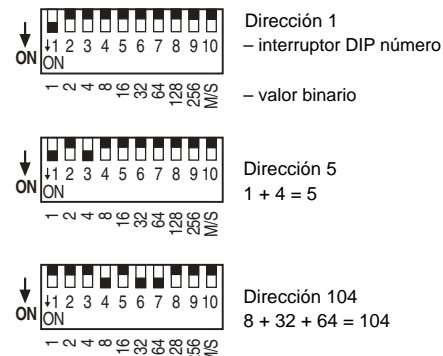 Dirección 1
– interruptor DIP número
ON
↓1 2 3 4 5 6 7 8 9 10
ON
1 2 4 8 16 32 64 128 256 M/S
– valor binario
Dirección 5
ON
↓1 2 3 4 5 6 7 8 9 10
ON
1 + 4 = 5
1 2 4 8 16 32 64 128 256 M/S
Dirección 104
ON
↓1 2 3 4 5 6 7 8 9 10
ON
8 + 32 + 64 = 104
1 2 4 8 16 32 64 128 256 M/S